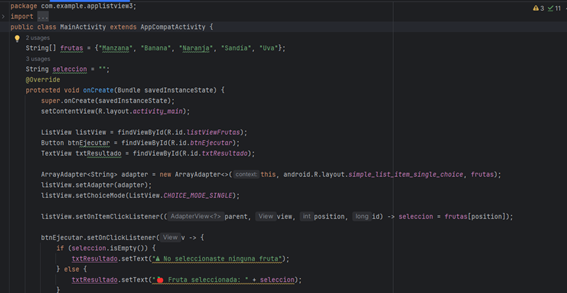 package com.example.applistview3;
⚠3 ✓11
import ...
public class MainActivity extends AppCompatActivity {
2 usages
String[] frutas = {"Manzana", "Banana", "Naranja", "Sandia", "Uva"};
3 usages
String seleccion = "";
@Override
protected void onCreate(Bundle savedInstanceState) {
super.onCreate(savedInstanceState);
setContentView(R.layout.activity_main);
ListView listView = findViewById(R.id.listViewFrutas);
Button btnEjecutar = findViewById(R.id.btnEjecutar);
TextView txtResultado = findViewById(R.id.txtResultado);
ArrayAdapter<String> adapter = new ArrayAdapter<>( context: this, android.R.layout.simple_list_item_single_choice, frutas);
listView.setAdapter(adapter);
listView.setChoiceMode(ListView.CHOICE_MODE_SINGLE);
listView.setOnItemClickListener(( AdapterView<?> parent, View view, int position, long id) -> seleccion = frutas[position]);
btnEjecutar.setOnClickListener( View v -> {
if (seleccion.isEmpty()) {
txtResultado.setText("⚠ No seleccionaste ninguna fruta");
} else {
txtResultado.setText("🍎 Fruta seleccionada: " + seleccion);
}